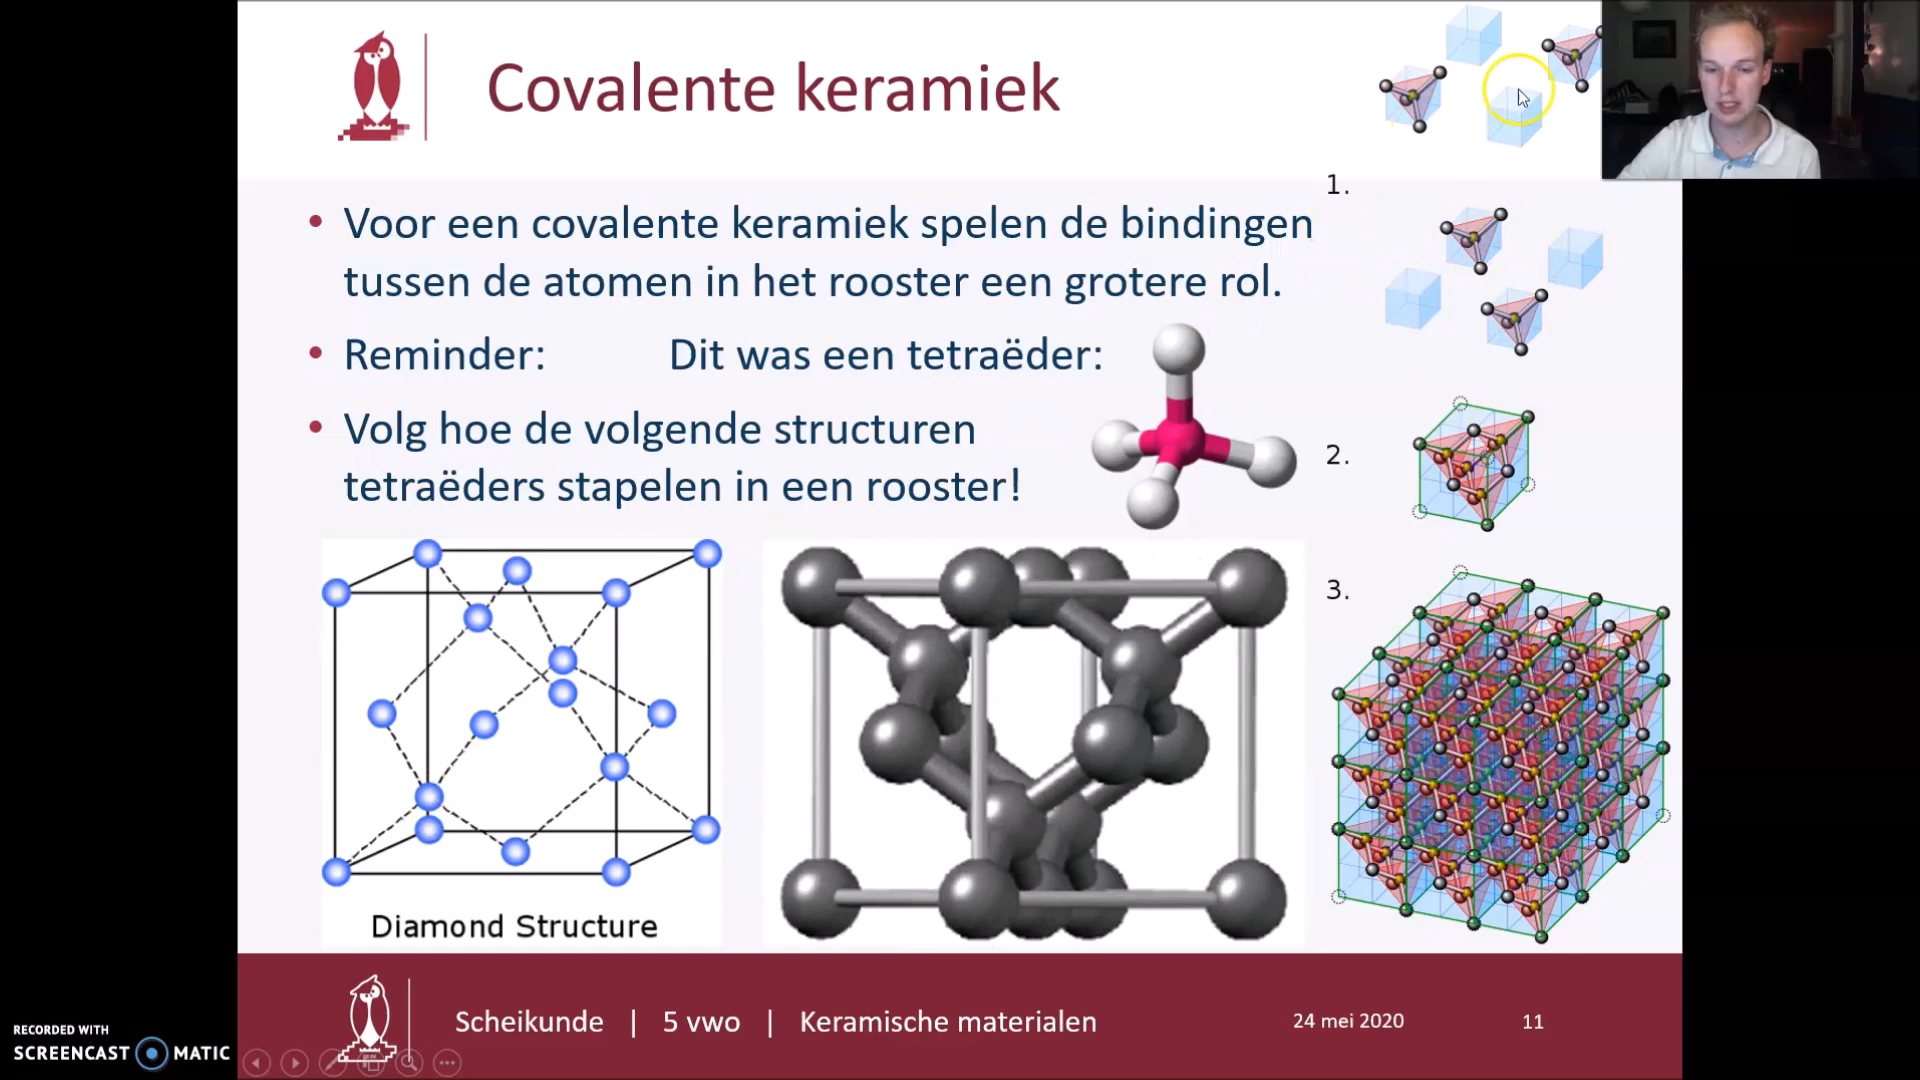 Covalente keramiek
• Voor een covalente keramiek spelen de bindingen
tussen de atomen in het rooster een grotere rol.
• Reminder: Dit was een tetraëder:
• Volg hoe de volgende structuren
tetraëders stapelen in een rooster!
1.
2.
3.
Diamond Structure
Scheikunde | 5 vwo | Keramische materialen
24 mei 2020
11
RECORDED WITH
SCREENCAST MATIC